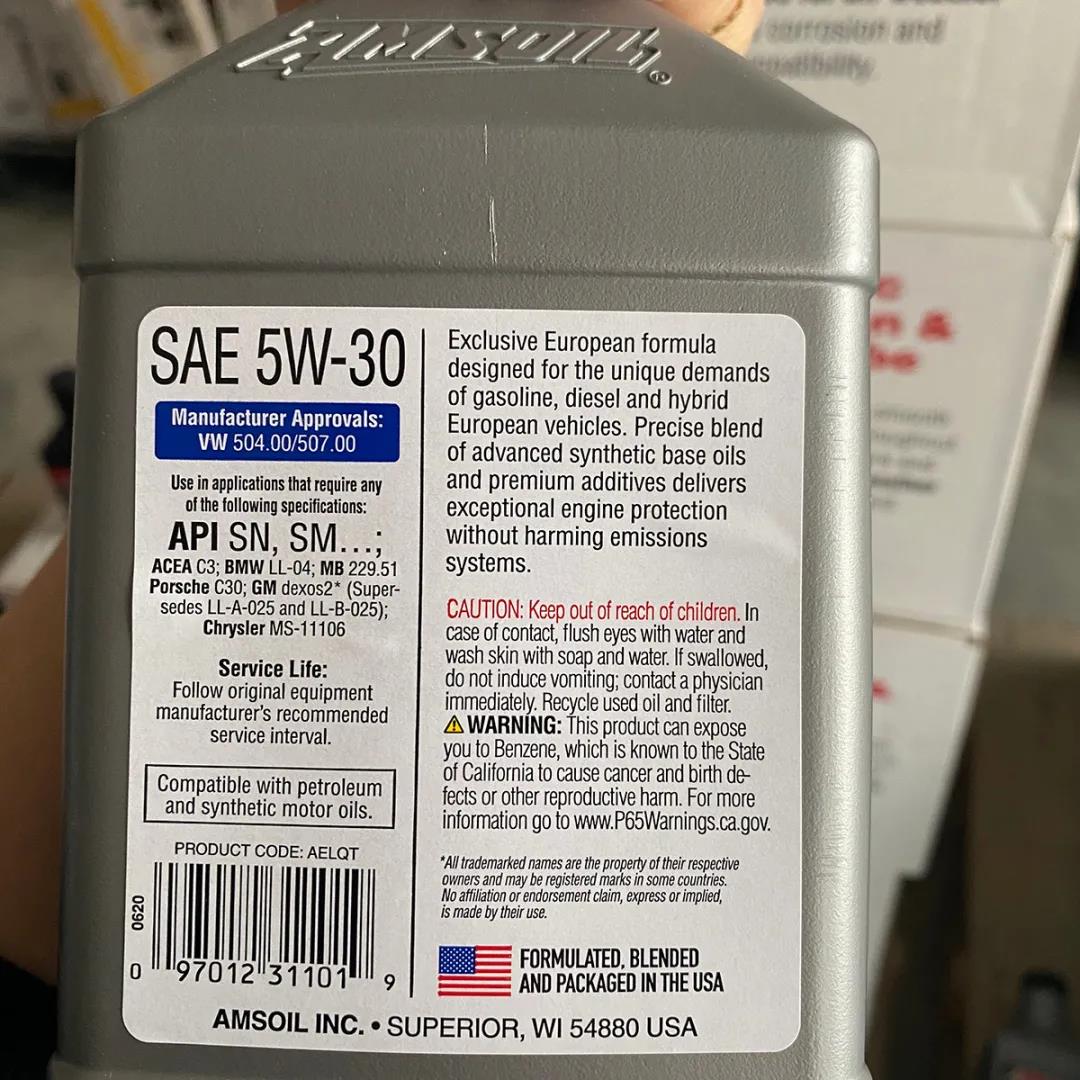 AMSOIL®
corrosion and
SAE 5W-30
Manufacturer Approvals:
VW 504.00/507.00
Use in applications that require any
of the following specifications:
API SN, SM...;
ACEA C3; BMW LL-04; MB 229.51
Porsche C30; GM dexos2* (Super-
sedes LL-A-025 and LL-B-025);
Chrysler MS-11106
Service Life:
Follow original equipment
manufacturer's recommended
service interval.
Compatible with petroleum
and synthetic motor oils.
PRODUCT CODE: AELQT
0620
0 97012 31101 9
Exclusive European formula
designed for the unique demands
of gasoline, diesel and hybrid
European vehicles. Precise blend
of advanced synthetic base oils
and premium additives delivers
exceptional engine protection
without harming emissions
systems.
CAUTION: Keep out of reach of children. In
case of contact, flush eyes with water and
wash skin with soap and water. If swallowed,
do not induce vomiting; contact a physician
immediately. Recycle used oil and filter.
⚠ WARNING: This product can expose
you to Benzene, which is known to the State
of California to cause cancer and birth de-
fects or other reproductive harm. For more
information go to www.P65Warnings.ca.gov.
*All trademarked names are the property of their respective
owners and may be registered marks in some countries.
No affiliation or endorsement claim, express or implied,
is made by their use.
FORMULATED, BLENDED
AND PACKAGED IN THE USA
AMSOIL INC. • SUPERIOR, WI 54880 USA